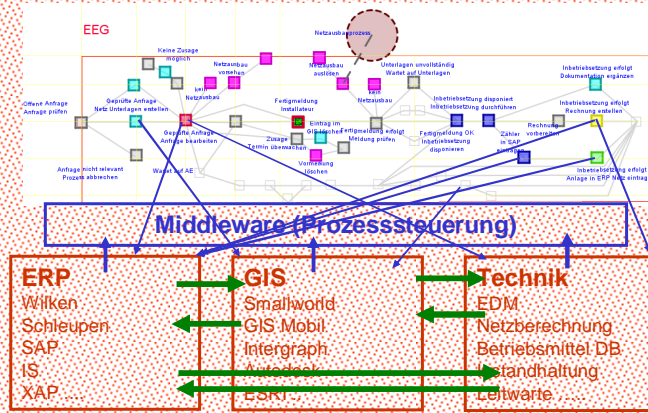 EEG
Netzausbauprozess
Keine Zusage
möglich
Netzausbau
vorsehen
Netzausbau
auslösen
Unterlagen unvollständig
Wartet auf Unterlagen
Inbetriebsetzung erfolgt
Dokumentation ergänzen
kein
Netzausbau
kein
Netzausbau
Offene Anfrage
Anfrage prüfen
Geprüfte Anfrage
Netz Unterlagen erstellen
Fertigmeldung
Installateur
Inbetriebsetzung disponiert
Inbetriebsetzung durchführen
Inbetriebsetzung erfolgt
Rechnung erstellen
Geprüfte Anfrage
Anfrage bearbeiten
Eintrag im
GIS löschen
Zusage
Termin überwachen
Fertigmeldung erfolgt
Meldung prüfen
Fertigmeldung OK
Inbetriebsetzung
disponieren
Zähler
in SAP
eintragen
Rechnung
vorbereiten
Anfrage nicht relevant
Prozess abbrechen
Wartet auf AE
Vormerkung
löschen
Inbetriebsetzung erfolgt
Anlage in ERP Netz eintrag
Middleware (Prozesssteuerung)
ERP
Wilken
Schleupen
SAP
IS.
XAP ....
GIS
Smallworld
GIS Mobil
Intergraph
Autodesk
ESRI...
Technik
EDM
Netzberechnung
Betriebsmittel DB
Instandhaltung
Leitwarte .....